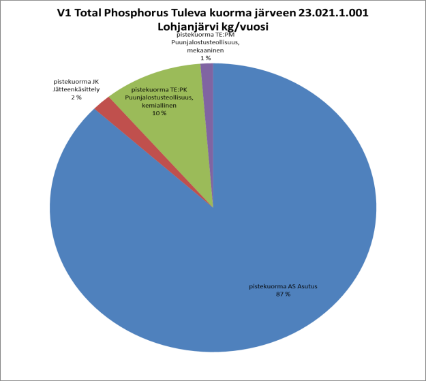 V1 Total Phosphorus Tuleva kuorma järveen 23.021.1.001
Lohjanjärvi kg/vuosi
pistekuorma TE:PM
Puunjalostusteollisuus,
mekaaninen
1 %
pistekuorma JK
Jätteenkäsittely
2 %
pistekuorma TE:PK
Puunjalostusteollisuus,
kemiallinen
10 %
pistekuorma AS Asutus
87 %